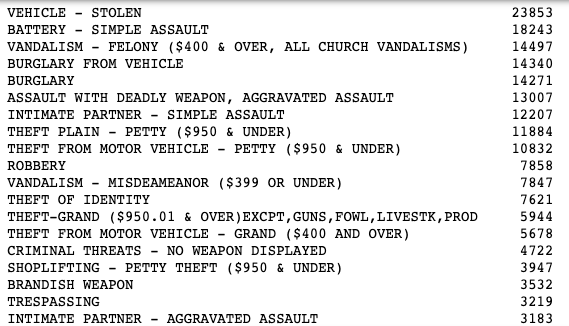 VEHICLE - STOLEN 23853
BATTERY - SIMPLE ASSAULT 18243
VANDALISM - FELONY ($400 & OVER, ALL CHURCH VANDALISMS) 14497
BURGLARY FROM VEHICLE 14340
BURGLARY 14271
ASSAULT WITH DEADLY WEAPON, AGGRAVATED ASSAULT 13007
INTIMATE PARTNER - SIMPLE ASSAULT 12207
THEFT PLAIN - PETTY ($950 & UNDER) 11884
THEFT FROM MOTOR VEHICLE - PETTY ($950 & UNDER) 10832
ROBBERY 7858
VANDALISM - MISDEAMEANOR ($399 OR UNDER) 7847
THEFT OF IDENTITY 7621
THEFT-GRAND ($950.01 & OVER)EXCPT,GUNS,FOWL,LIVESTK,PROD 5944
THEFT FROM MOTOR VEHICLE - GRAND ($400 AND OVER) 5678
CRIMINAL THREATS - NO WEAPON DISPLAYED 4722
SHOPLIFTING - PETTY THEFT ($950 & UNDER) 3947
BRANDISH WEAPON 3532
TRESPASSING 3219
INTIMATE PARTNER - AGGRAVATED ASSAULT 3183